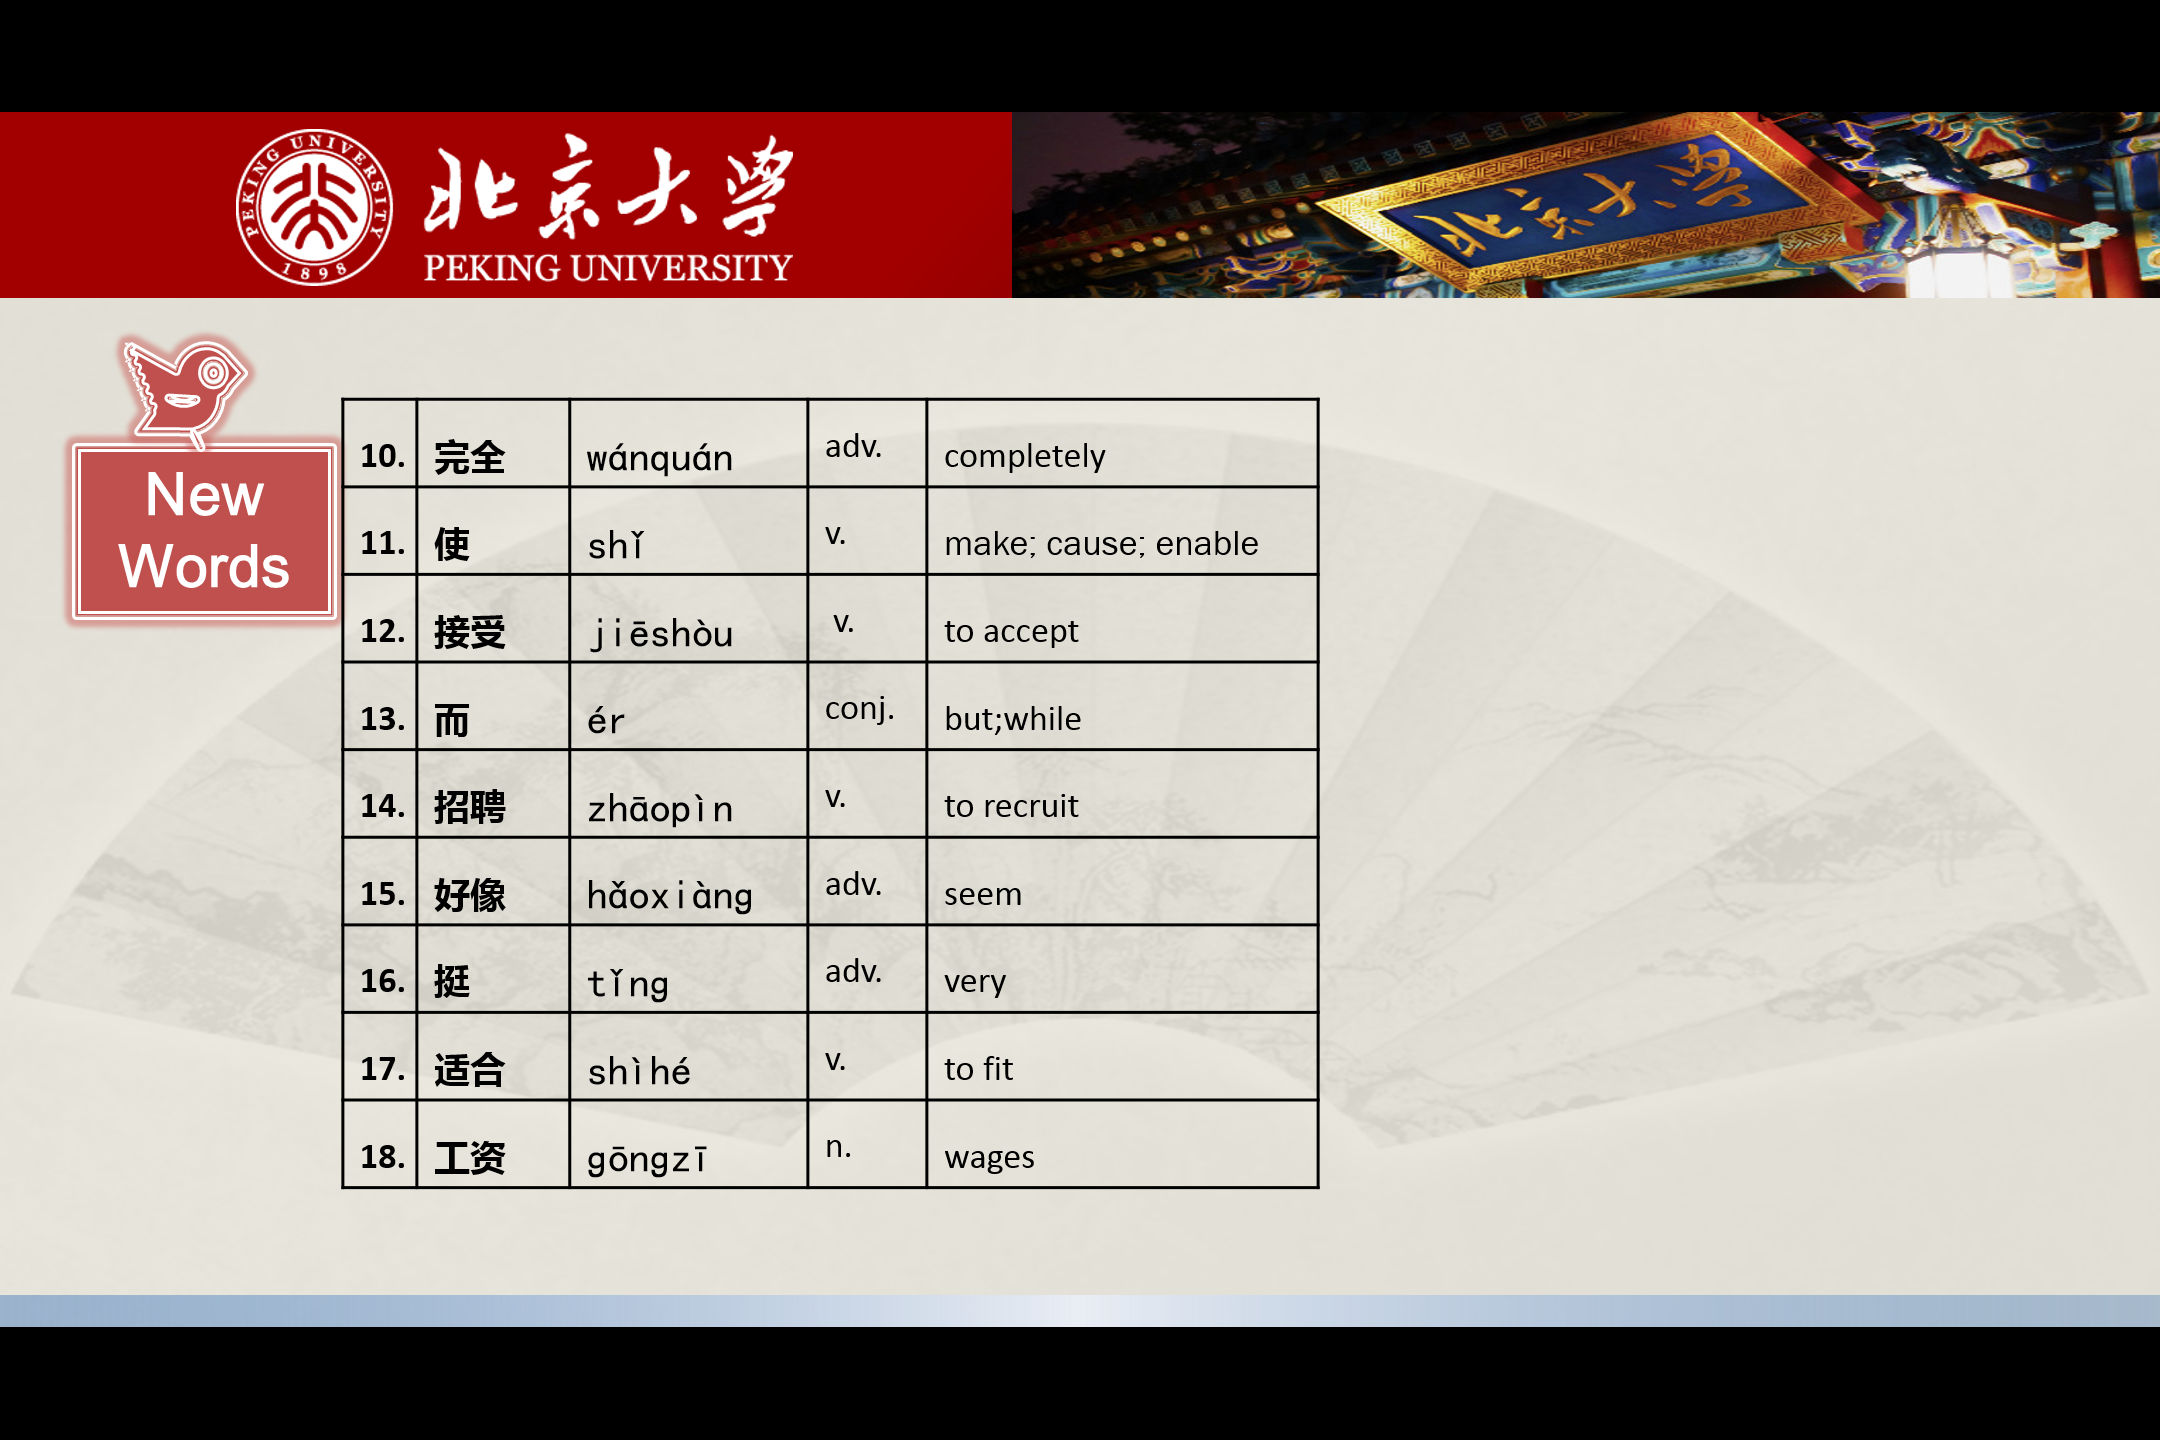 PEKING UNIVERSITY
1898
北京大学
PEKING UNIVERSITY
北京大学
New
Words
10. 完全 wánquán adv. completely
11. 使 shǐ v. make; cause; enable
12. 接受 jiēshòu v. to accept
13. 而 ér conj. but;while
14. 招聘 zhāopìn v. to recruit
15. 好像 hǎoxiàng adv. seem
16. 挺 tǐng adv. very
17. 适合 shìhé v. to fit
18. 工资 gōngzī n. wages